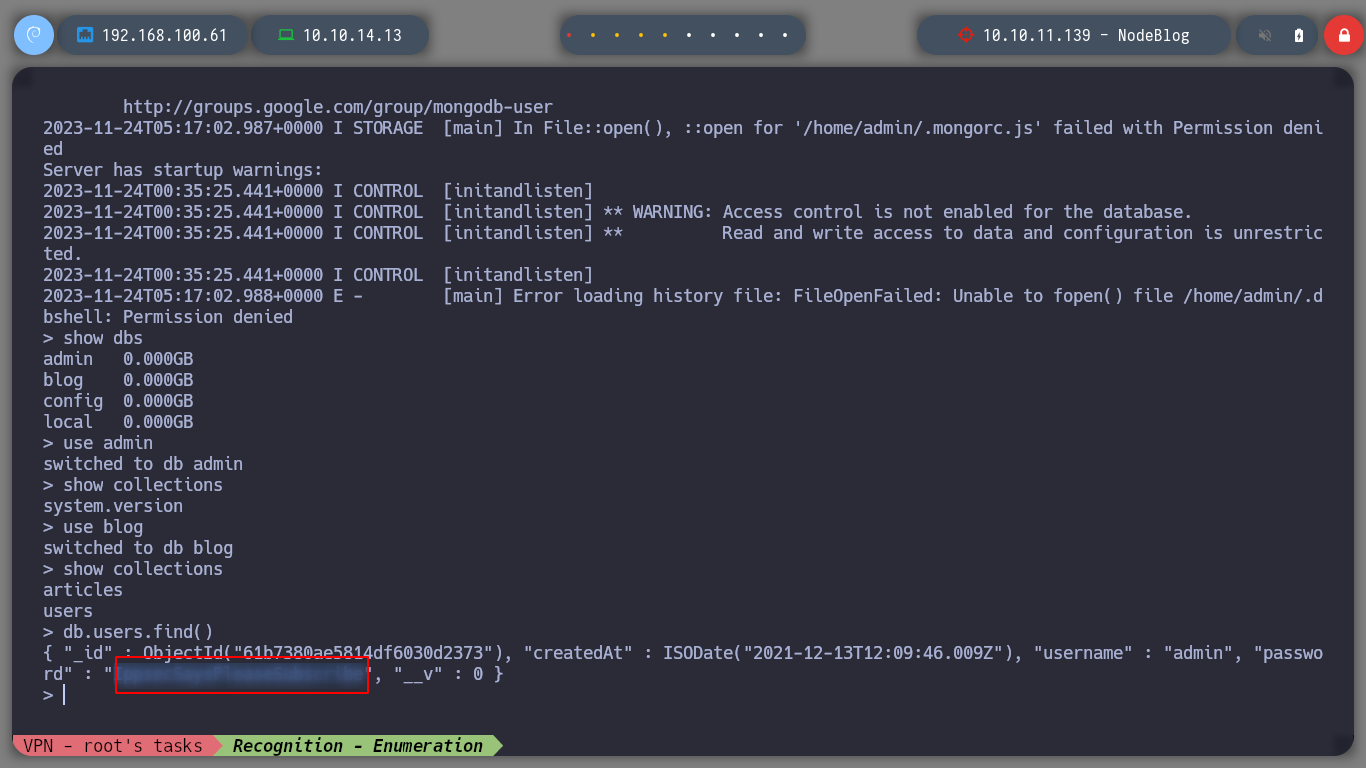 192.168.100.61 10.10.14.13 10.10.11.139 - NodeBlog
http://groups.google.com/group/mongodb-user
2023-11-24T05:17:02.987+0000 I STORAGE  [main] In File::open(), ::open for '/home/admin/.mongorc.js' failed with Permission deni
ed
Server has startup warnings:
2023-11-24T00:35:25.441+0000 I CONTROL  [initandlisten]
2023-11-24T00:35:25.441+0000 I CONTROL  [initandlisten] ** WARNING: Access control is not enabled for the database.
2023-11-24T00:35:25.441+0000 I CONTROL  [initandlisten] **          Read and write access to data and configuration is unrestric
ted.
2023-11-24T00:35:25.441+0000 I CONTROL  [initandlisten]
2023-11-24T05:17:02.988+0000 E -        [main] Error loading history file: FileOpenFailed: Unable to fopen() file /home/admin/.d
bshell: Permission denied
> show dbs
admin   0.000GB
blog    0.000GB
config  0.000GB
local   0.000GB
> use admin
switched to db admin
> show collections
system.version
> use blog
switched to db blog
> show collections
articles
users
> db.users.find()
{ "_id" : ObjectId("61b7380ae5814df6030d2373"), "createdAt" : ISODate("2021-12-13T12:09:46.009Z"), "username" : "admin", "passwo
rd" : "", "__v" : 0 }
>
VPN - root's tasks Recognition - Enumeration